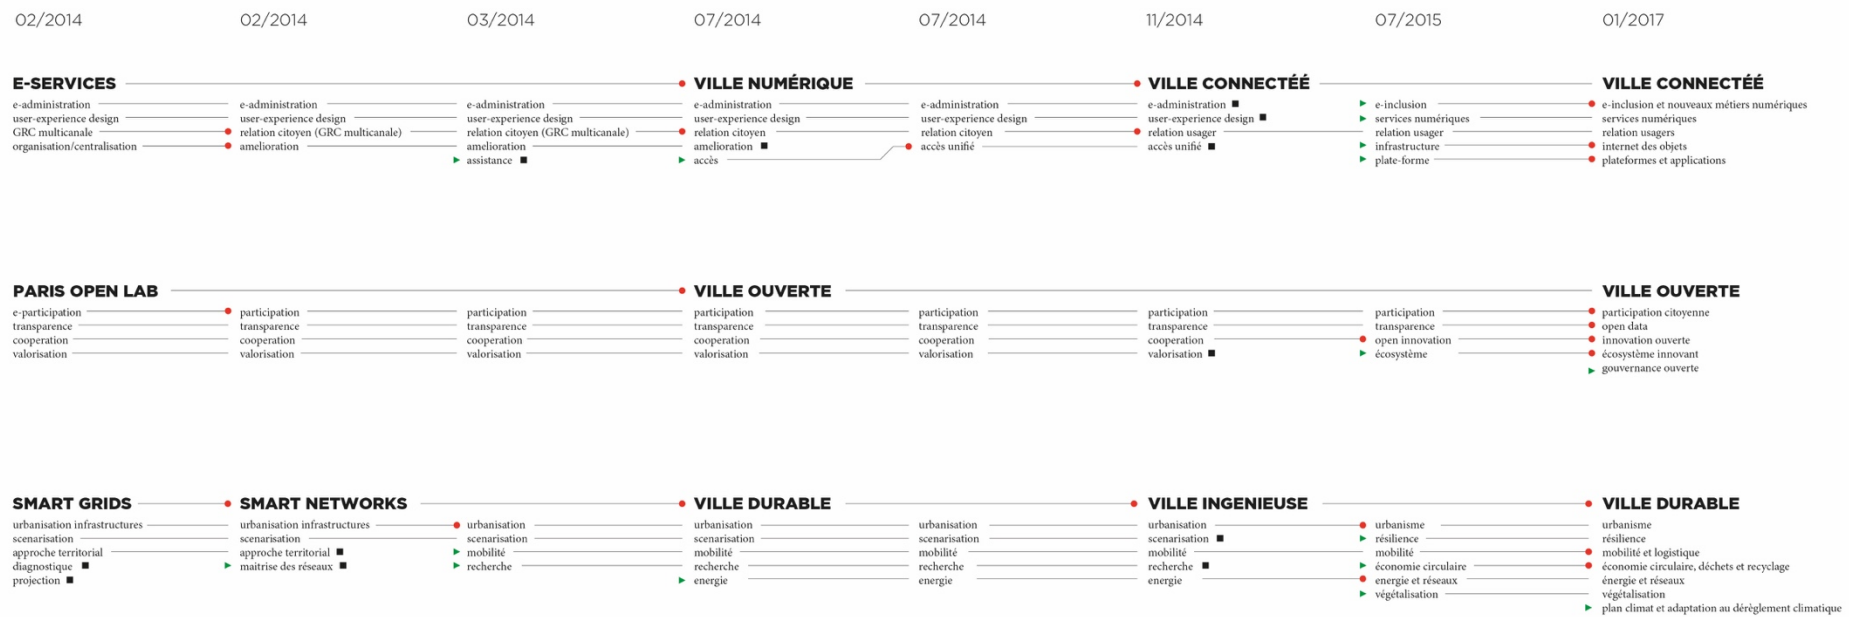 02/2014 02/2014 03/2014 07/2014 07/2014 11/2014 07/2015 01/2017
E-SERVICES VILLE NUMÉRIQUE VILLE CONNECTÉÉ VILLE CONNECTÉÉ
e-administration e-administration e-administration e-administration e-administration e-administration e-inclusion e-inclusion et nouveaux métiers numériques
user-experience design user-experience design user-experience design user-experience design user-experience design user-experience design services numériques services numériques
GRC multicanale relation citoyen (GRC multicanale) relation citoyen (GRC multicanale) relation citoyen relation citoyen relation usager relation usager relation usagers
organisation/centralisation amelioration amelioration amelioration accès unifié accès unifié infrastructure internet des objets
assistance accès plate-forme plateformes et applications
PARIS OPEN LAB VILLE OUVERTE VILLE OUVERTE
e-participation participation participation participation participation participation participation participation citoyenne
transparence transparence transparence transparence transparence transparence transparence open data
cooperation cooperation cooperation cooperation cooperation cooperation open innovation innovation ouverte
valorisation valorisation valorisation valorisation valorisation valorisation écosystème écosystème innovant
gouvernance ouverte
SMART GRIDS SMART NETWORKS VILLE DURABLE VILLE INGENIEUSE VILLE DURABLE
urbanisation infrastructures urbanisation infrastructures urbanisation urbanisation urbanisation urbanisation urbanisme urbanisme
scenarisation scenarisation scenarisation scenarisation scenarisation scenarisation résilience résilience
approche territorial approche territorial mobilité mobilité mobilité mobilité mobilité mobilité et logistique
diagnostique maitrise des réseaux recherche recherche recherche recherche économie circulaire économie circulaire, déchets et recyclage
projection energie energie energie energie et réseaux énergie et réseaux
végétalisation végétalisation
plan climat et adaptation au dérèglement climatique